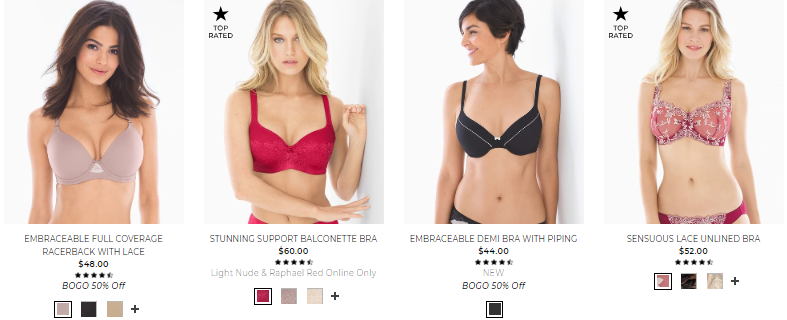 TOP
RATED
TOP
RATED
EMBRACEABLE FULL COVERAGE
RACERBACK WITH LACE
$48.00
BOGO 50% Off
STUNNING SUPPORT BALCONETTE BRA
$60.00
Light Nude & Raphael Red Online Only
EMBRACEABLE DEMI BRA WITH PIPING
$44.00
NEW
BOGO 50% Off
SENSUOUS LACE UNLINED BRA
$52.00